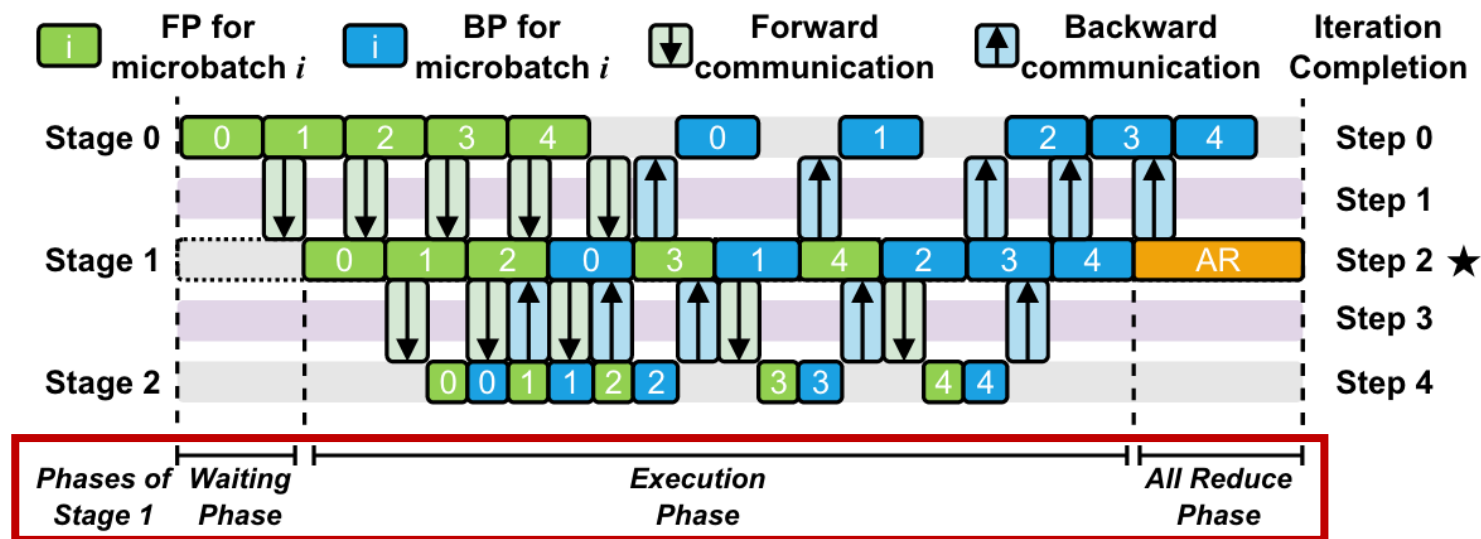 i FP for microbatch i
i BP for microbatch i
Forward communication
Backward communication
Iteration Completion
Stage 0 0 1 2 3 4 0 1 2 3 4 Step 0
Step 1
Stage 1 0 1 2 0 3 1 4 2 3 4 AR Step 2 ★
Step 3
Stage 2 0 0 1 1 2 2 3 3 4 4 Step 4
Phases of Stage 1
Waiting Phase
Execution Phase
All Reduce Phase